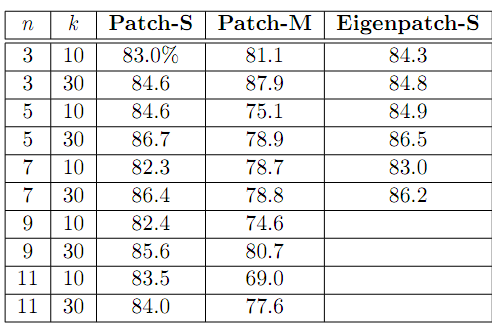 n k Patch-S Patch-M Eigenpatch-S
3 10 83.0% 81.1 84.3
3 30 84.6 87.9 84.8
5 10 84.6 75.1 84.9
5 30 86.7 78.9 86.5
7 10 82.3 78.7 83.0
7 30 86.4 78.8 86.2
9 10 82.4 74.6
9 30 85.6 80.7
11 10 83.5 69.0
11 30 84.0 77.6